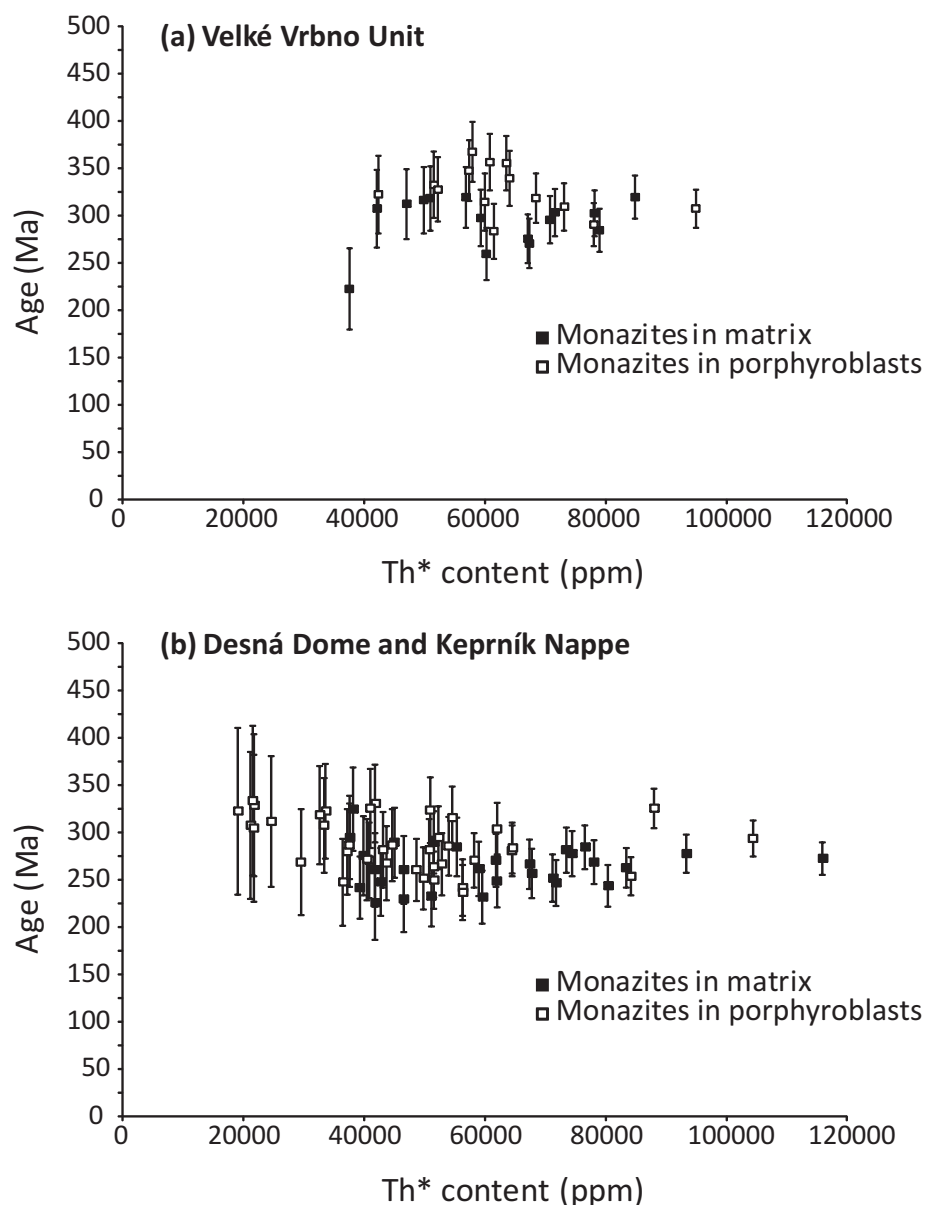 (a) Velké Vrbno Unit
500
450
400
350
300
250
200
150
100
50
0
Age (Ma)
Monazites in matrix
Monazites in porphyroblasts
0 20000 40000 60000 80000 100000 120000
Th* content (ppm)
(b) Desná Dome and Keprník Nappe
500
450
400
350
300
250
200
150
100
50
0
Age (Ma)
Monazites in matrix
Monazites in porphyroblasts
0 20000 40000 60000 80000 100000 120000
Th* content (ppm)